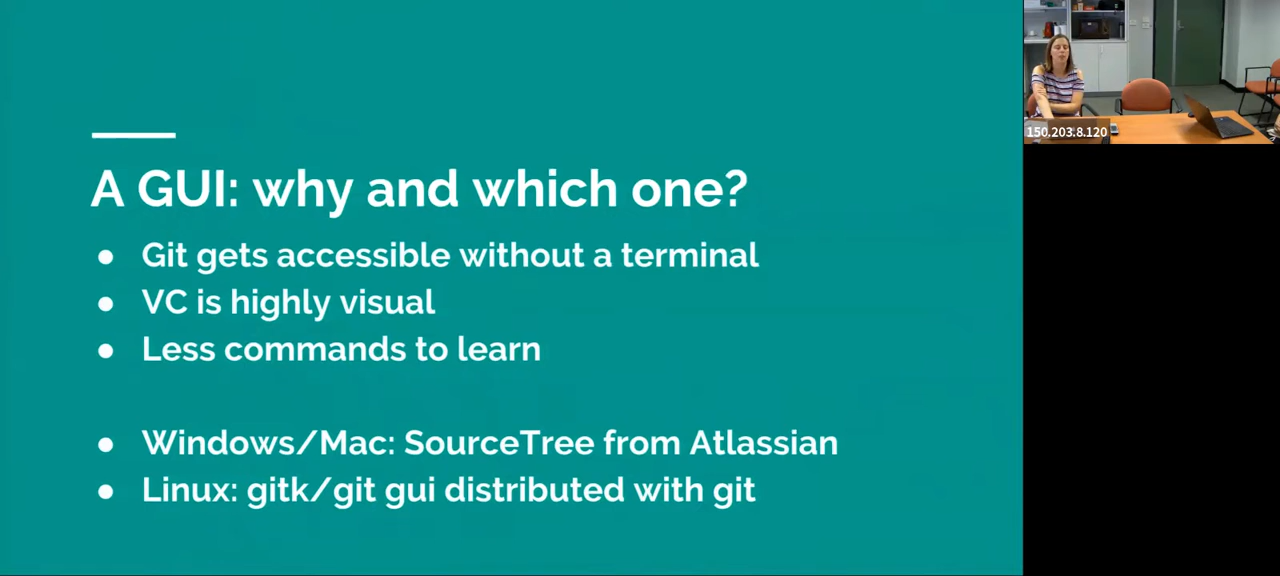 A GUI: why and which one?
● Git gets accessible without a terminal
● VC is highly visual
● Less commands to learn
● Windows/Mac: SourceTree from Atlassian
● Linux: gitk/git gui distributed with git
150.203.8.120